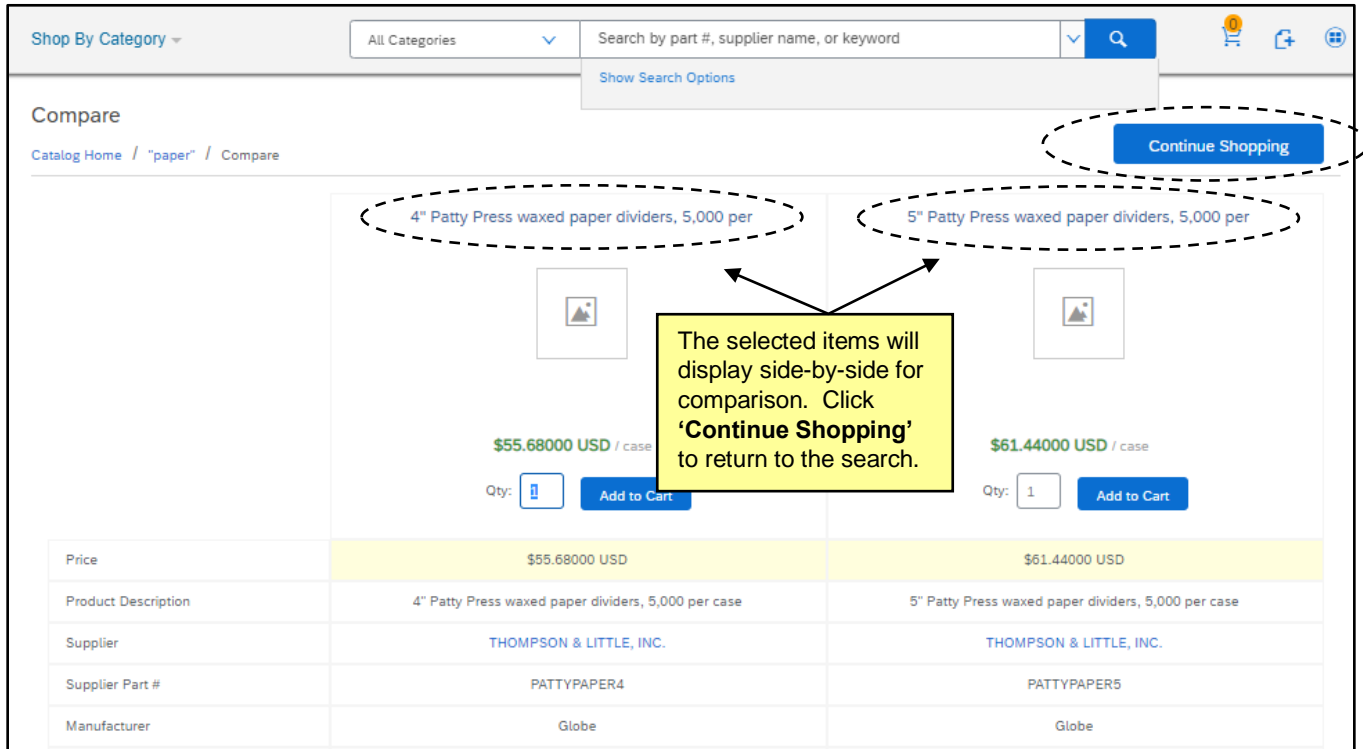 Shop By Category
All Categories
Search by part #, supplier name, or keyword
0
Show Search Options
Compare
Catalog Home / "paper" / Compare
Continue Shopping
4" Patty Press waxed paper dividers, 5,000 per
5" Patty Press waxed paper dividers, 5,000 per
The selected items will
display side-by-side for
comparison. Click
‘Continue Shopping’
to return to the search.
$55.68000 USD / case
$61.44000 USD / case
Qty: 1 Add to Cart
Qty: 1 Add to Cart
Price $55.68000 USD $61.44000 USD
Product Description 4" Patty Press waxed paper dividers, 5,000 per case 5" Patty Press waxed paper dividers, 5,000 per case
Supplier THOMPSON & LITTLE, INC. THOMPSON & LITTLE, INC.
Supplier Part # PATTYPAPER4 PATTYPAPER5
Manufacturer Globe Globe